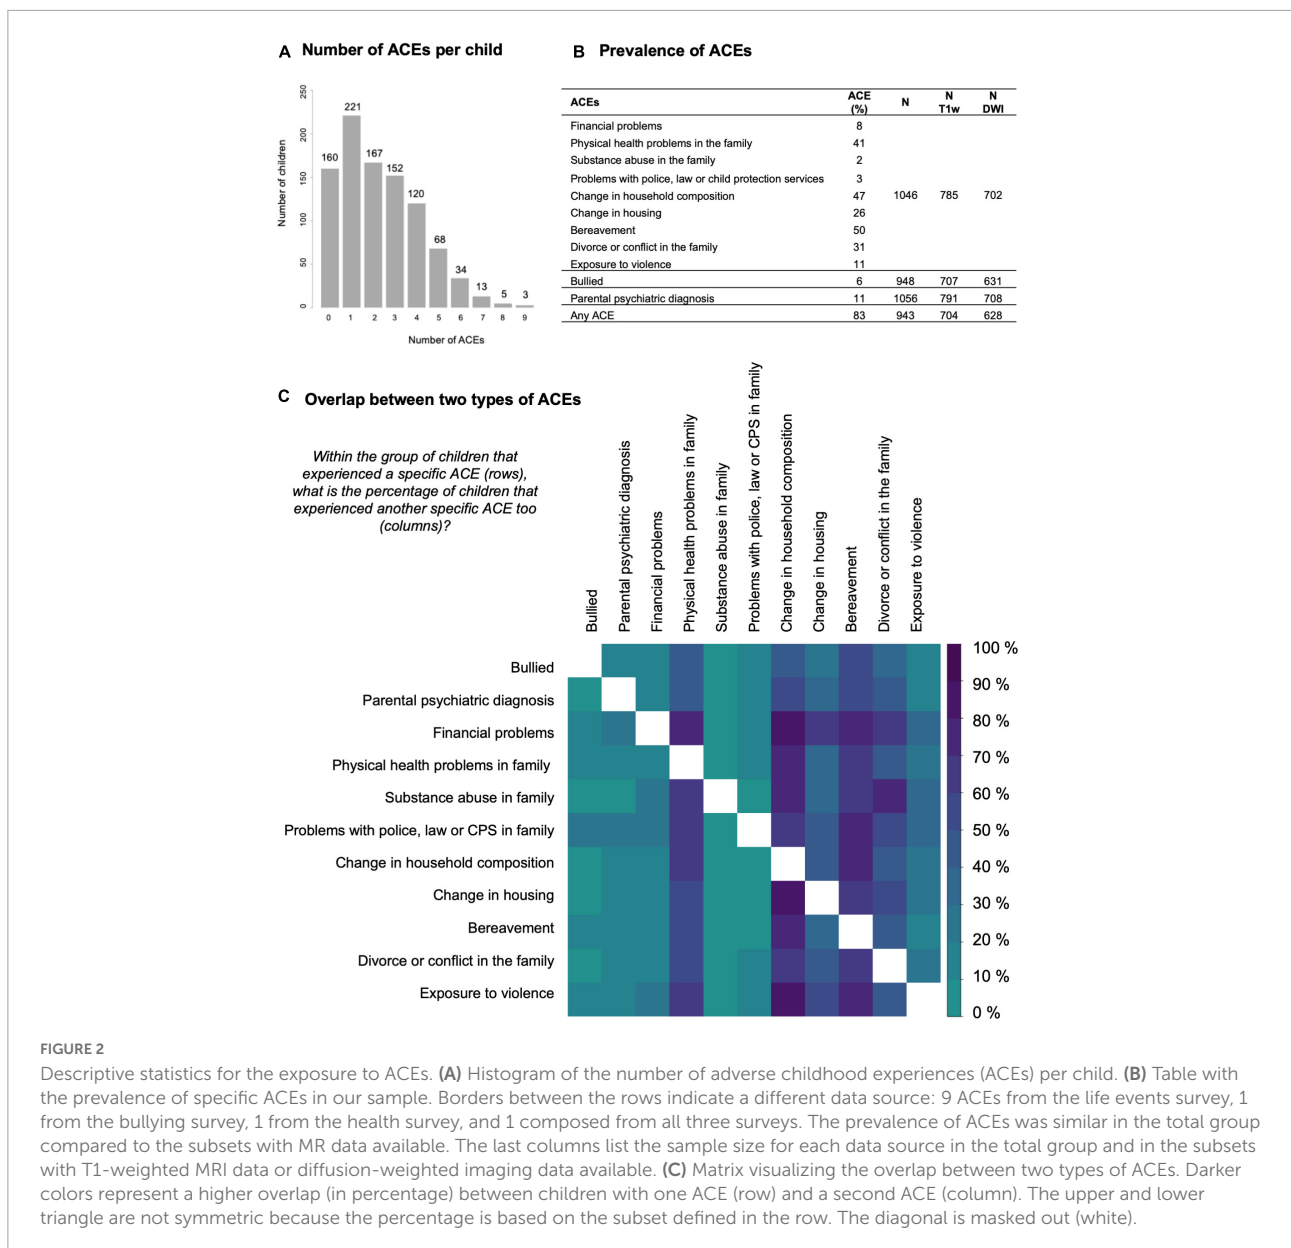 A Number of ACEs per child
Number of children
250
200
150
100
50
0
160
221
167
152
120
68
34
13
5
3
0 1 2 3 4 5 6 7 8 9
Number of ACEs
B Prevalence of ACEs
ACEs ACE (%) N N T1w N DWI
Financial problems 8
Physical health problems in the family 41
Substance abuse in the family 2
Problems with police, law or child protection services 3
Change in household composition 47 1046 785 702
Change in housing 26
Bereavement 50
Divorce or conflict in the family 31
Exposure to violence 11
Bullied 6 948 707 631
Parental psychiatric diagnosis 11 1056 791 708
Any ACE 83 943 704 628
C Overlap between two types of ACEs
Within the group of children that
experienced a specific ACE (rows),
what is the percentage of children that
experienced another specific ACE too
(columns)?
Bullied
Parental psychiatric diagnosis
Financial problems
Physical health problems in family
Substance abuse in family
Problems with police, law or CPS in family
Change in household composition
Change in housing
Bereavement
Divorce or conflict in the family
Exposure to violence
Bullied
Parental psychiatric diagnosis
Financial problems
Physical health problems in family
Substance abuse in family
Problems with police, law or CPS in family
Change in household composition
Change in housing
Bereavement
Divorce or conflict in the family
Exposure to violence
100 %
90 %
80 %
70 %
60 %
50 %
40 %
30 %
20 %
10 %
0 %
FIGURE 2
Descriptive statistics for the exposure to ACEs. (A) Histogram of the number of adverse childhood experiences (ACEs) per child. (B) Table with
the prevalence of specific ACEs in our sample. Borders between the rows indicate a different data source: 9 ACEs from the life events survey, 1
from the bullying survey, 1 from the health survey, and 1 composed from all three surveys. The prevalence of ACEs was similar in the total group
compared to the subsets with MR data available. The last columns list the sample size for each data source in the total group and in the subsets
with T1-weighted MRI data or diffusion-weighted imaging data available. (C) Matrix visualizing the overlap between two types of ACEs. Darker
colors represent a higher overlap (in percentage) between children with one ACE (row) and a second ACE (column). The upper and lower
triangle are not symmetric because the percentage is based on the subset defined in the row. The diagonal is masked out (white).